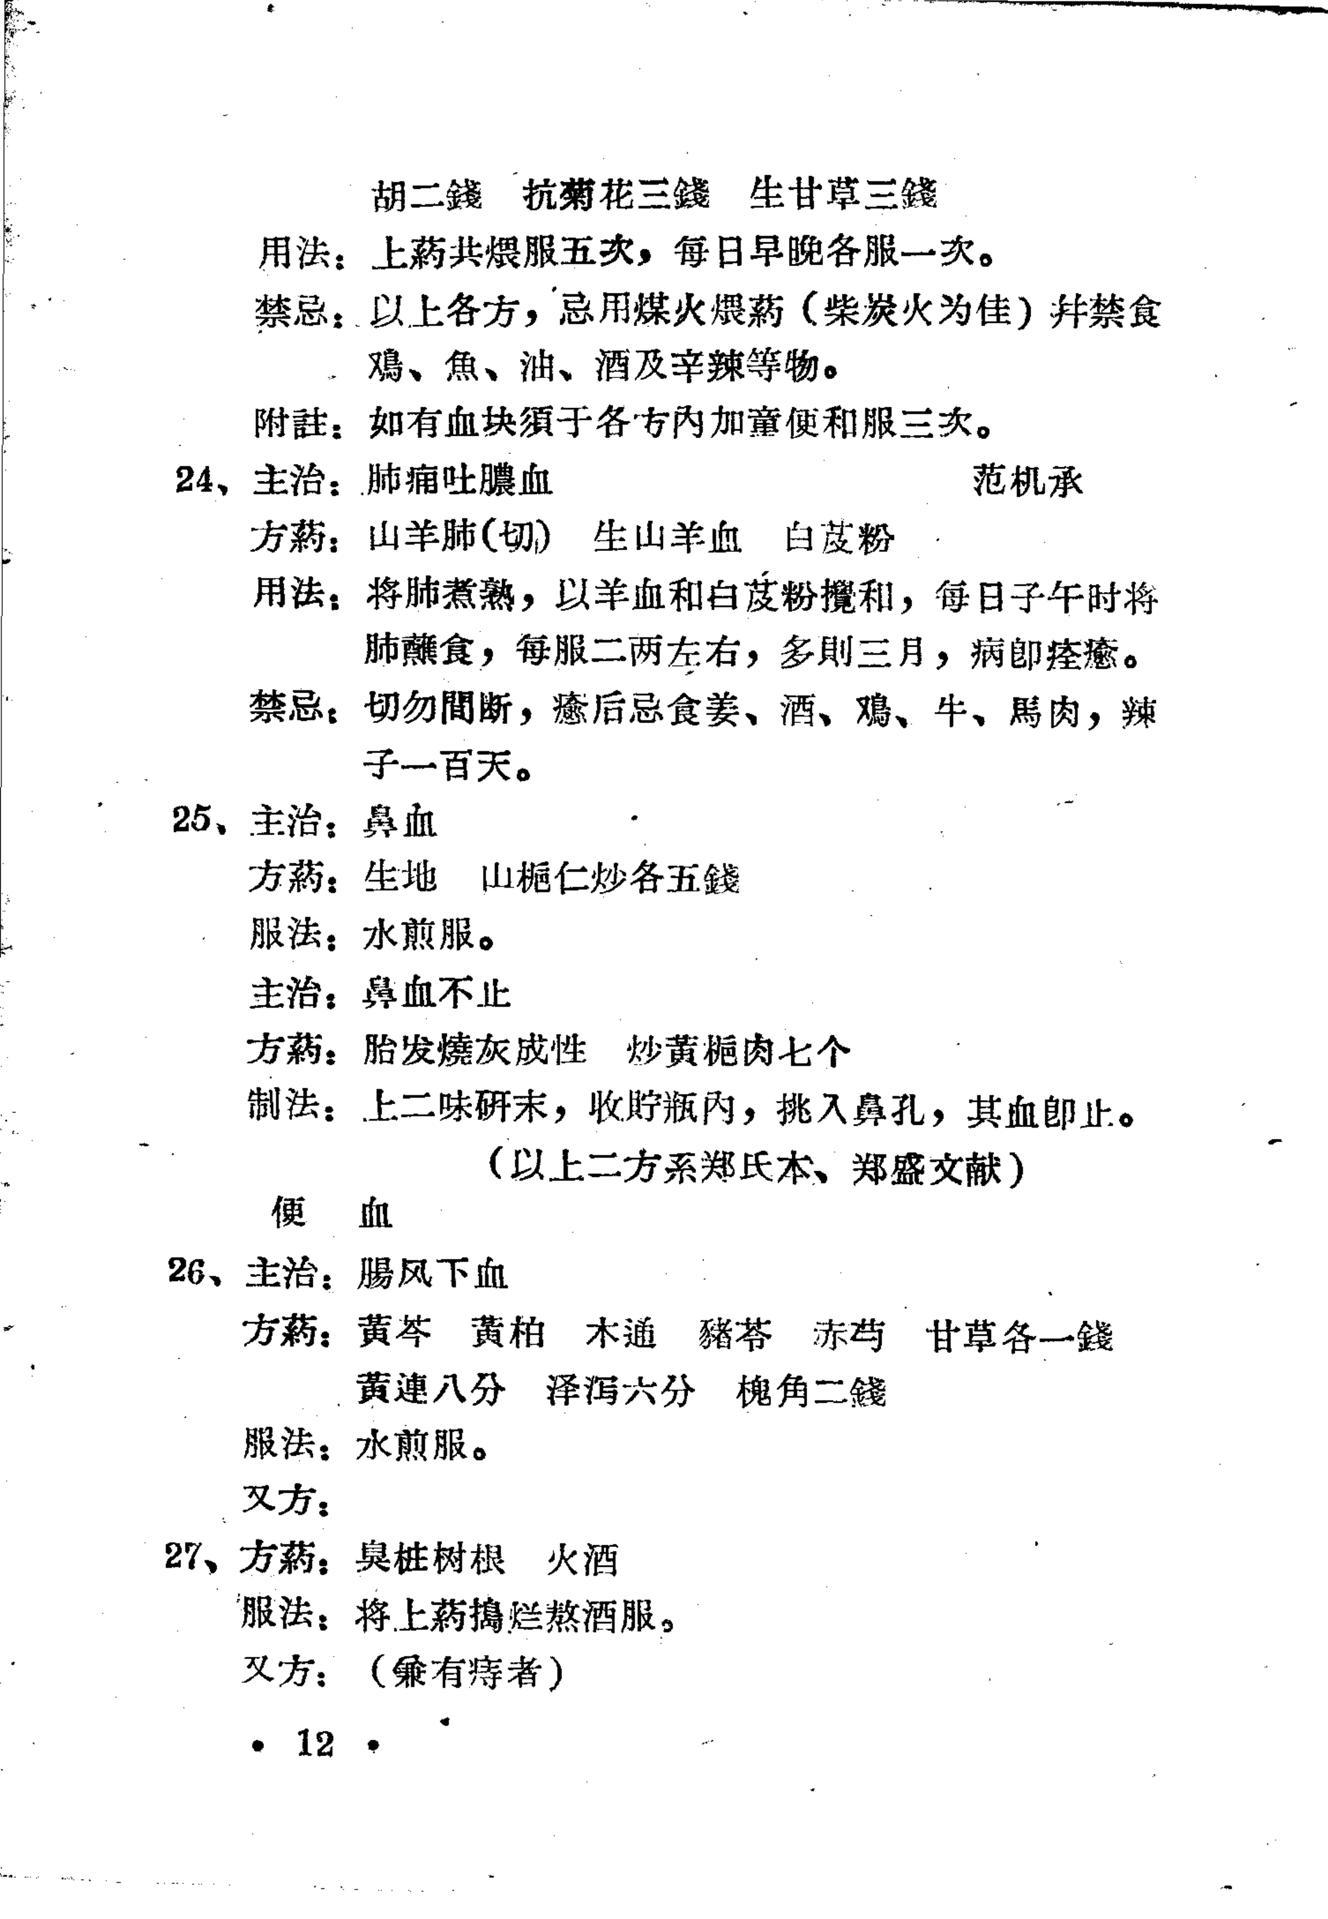 胡二錢　抗菊花三錢　生甘草三錢
用法：上葯共煨服五次，每日早晚各服一次。
禁忌：以上各方，忌用煤火煨葯（柴炭火为佳）幷禁食
鳮、魚、油、酒及辛辣等物。
附註：如有血块須于各方內加童便和服三次。
24、主治：肺痈吐膿血　范机承
方葯：山羊肺(切)　生山羊血　白芨粉
用法：将肺煮熟，以羊血和白芨粉攪和，每日子午时将
肺蘸食，每服二两左右，多則三月，病卽痊癒。
禁忌：切勿間断，癒后忌食姜、酒、鳮、牛、馬肉，辣
子一百天。
25、主治：鼻血
方葯：生地　山梔仁炒各五錢
服法：水煎服。
主治：鼻血不止
方葯：胎发燒灰成性　炒黃梔肉七个
制法：上二味研末，收貯瓶內，挑入鼻孔，其血卽止。
（以上二方系郑氏本、郑盛文献）
便　血
26、主治：腸风下血
方葯：黃芩　黃柏　木通　豬苓　赤芍　甘草各一錢
黃連八分　泽泻六分　槐角二錢
服法：水煎服。
又方：
27、方葯：臭桩树根　火酒
服法：将上葯搗烂熬酒服。
又方：（兼有痔者）
• 12 •